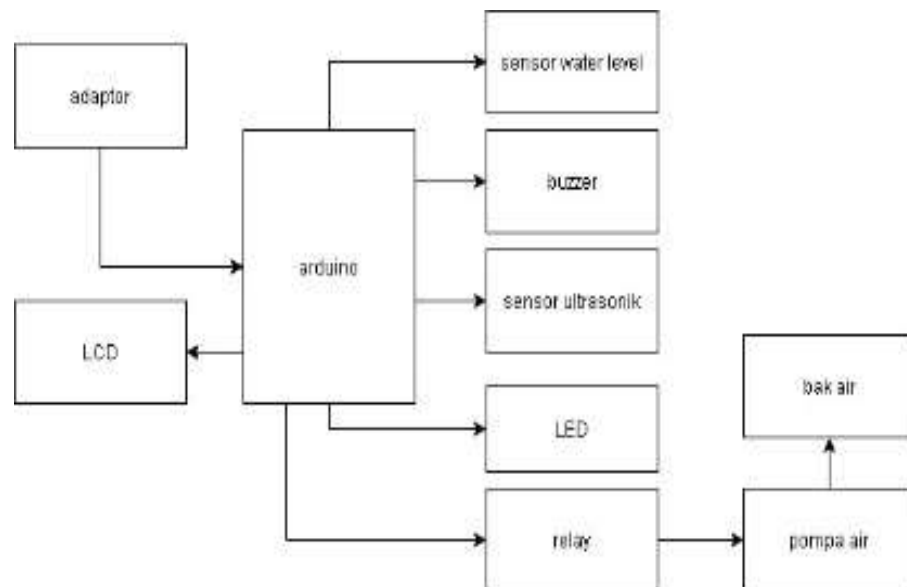 sensor water level
adaptor
buzzer
arduino
sensor ultrasonik
LCD
bak air
LED
relay
pompa air